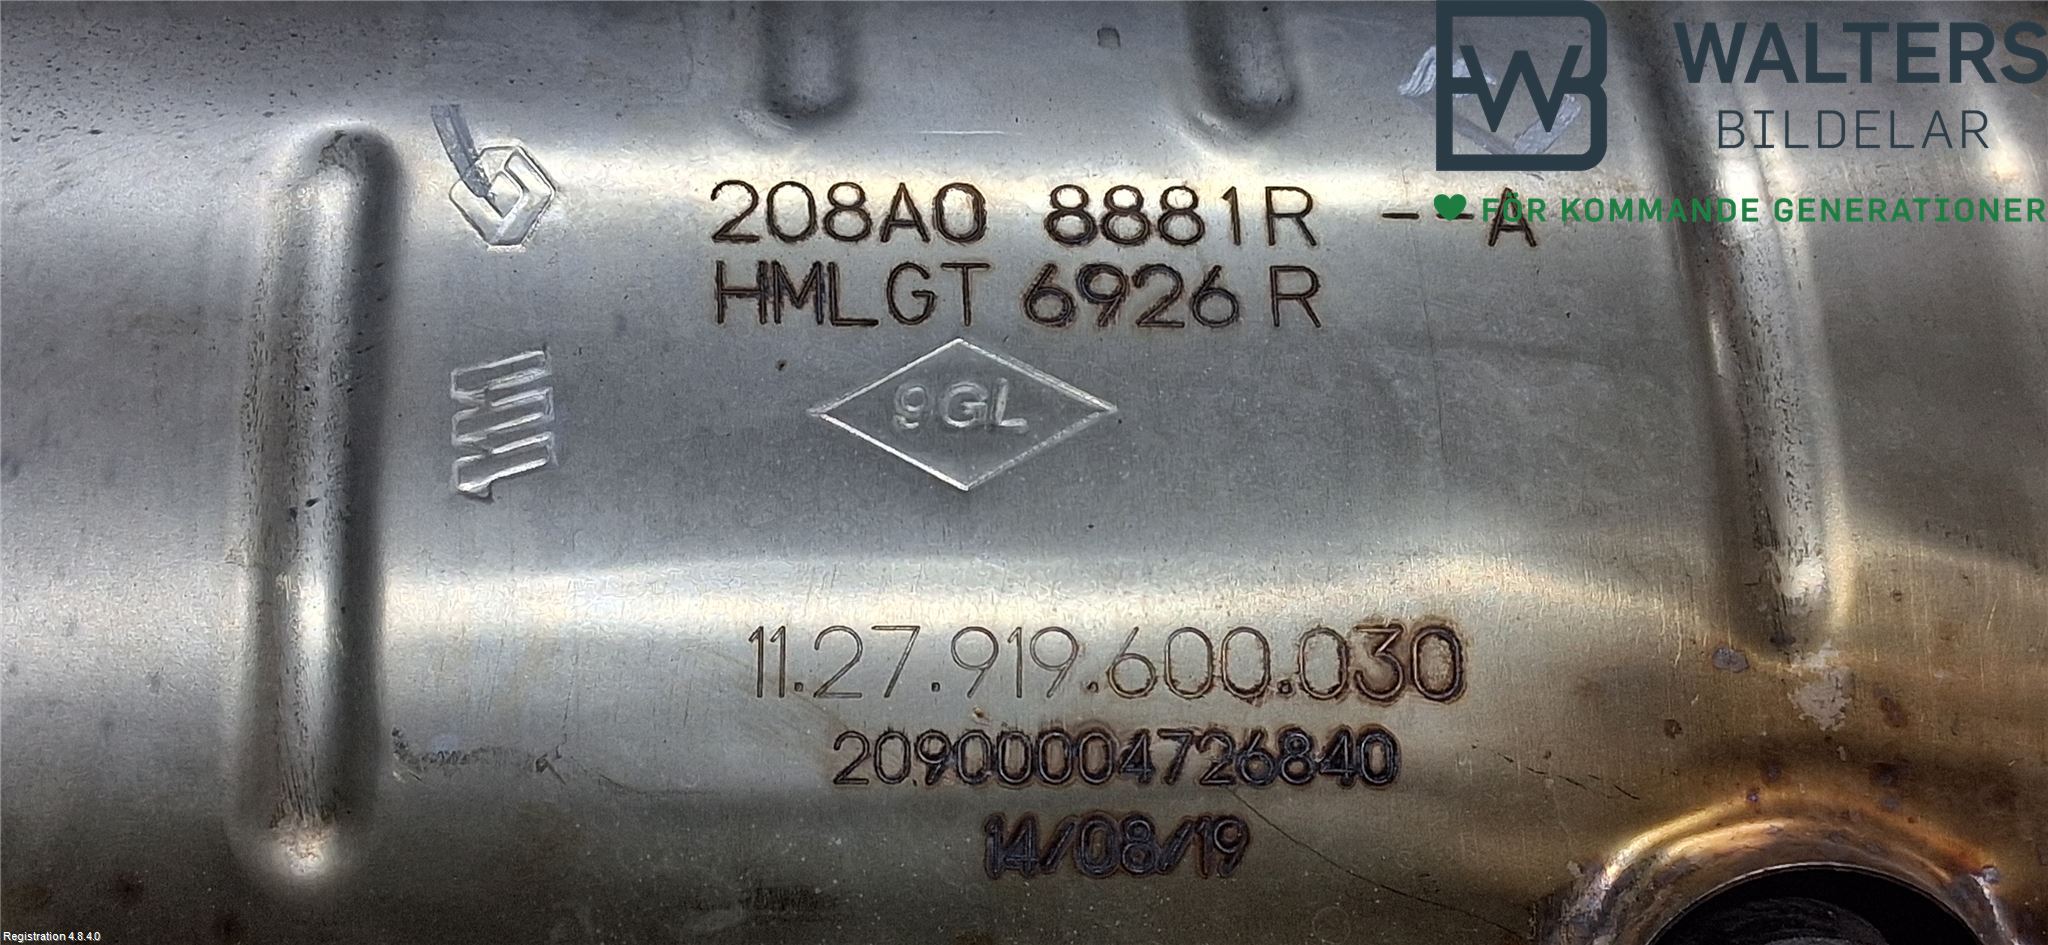 WALTERS
BILDELAR
FÖR KOMMANDE GENERATIONER
208A0 8881R --A
HMLGT 6926 R
9GL
11.27.919.600.030
20900004726840
14/08/19
Registration 4.8.4.0